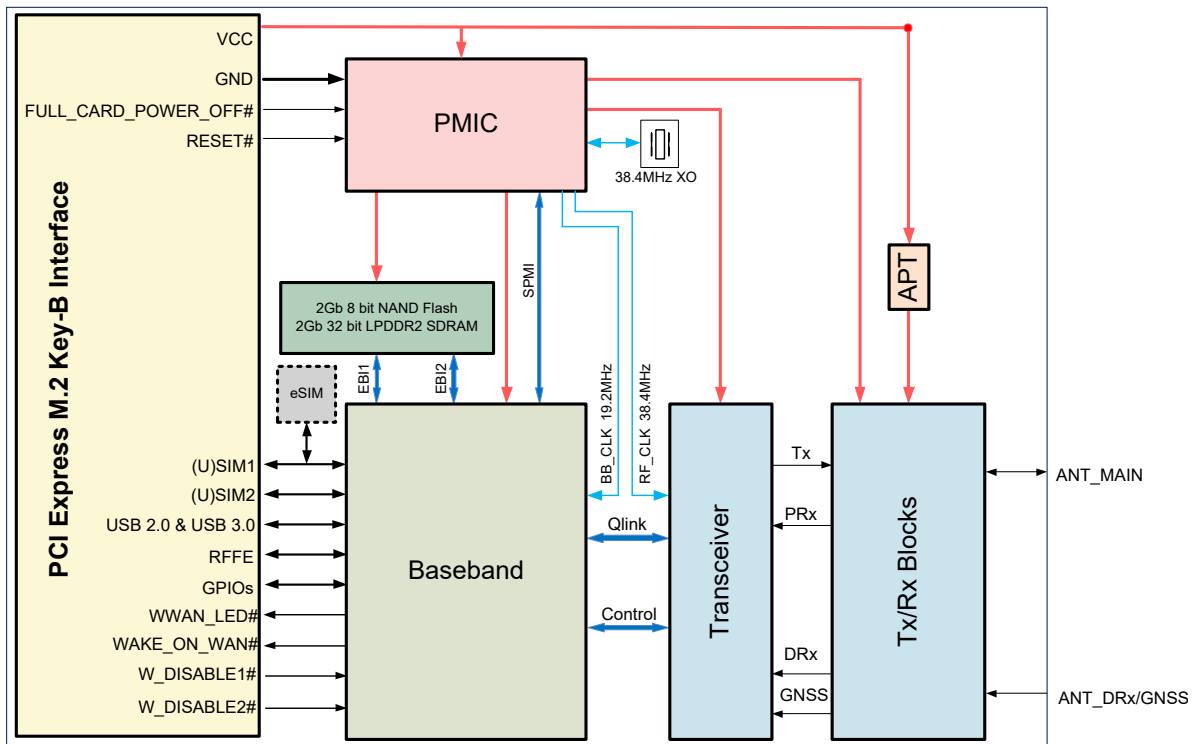 PCI Express M.2 Key-B Interface
VCC
GND
FULL_CARD_POWER_OFF#
RESET#
(U)SIM1
(U)SIM2
USB 2.0 & USB 3.0
RFFE
GPIOs
WWAN_LED#
WAKE_ON_WAN#
W_DISABLE1#
W_DISABLE2#
PMIC
38.4MHz XO
2Gb 8 bit NAND Flash
2Gb 32 bit LPDDR2 SDRAM
eSIM
EBI1
EBI2
SPMI
BB_CLK 19.2MHz
RF_CLK 38.4MHz
APT
Baseband
Qlink
Control
Transceiver
Tx
PRx
DRx
GNSS
Tx/Rx Blocks
ANT_MAIN
ANT_DRx/GNSS